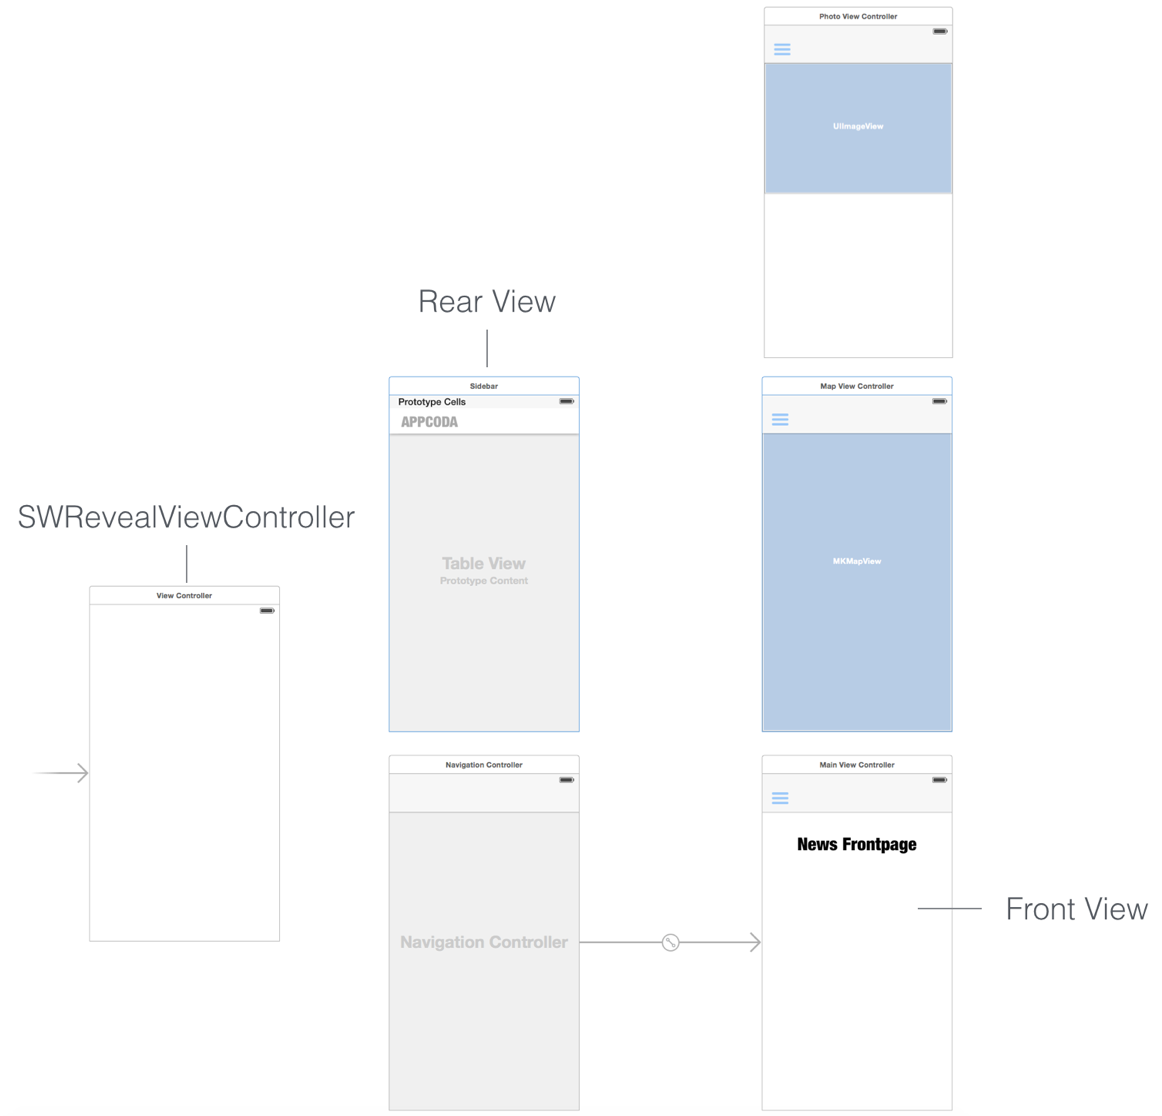 Photo View Controller
UIImageView
Rear View
Sidebar
Prototype Cells
APPCODA
Table View
Prototype Content
Map View Controller
MKMapView
SWRevealViewController
View Controller
Navigation Controller
Navigation Controller
Main View Controller
News Frontpage
Front View